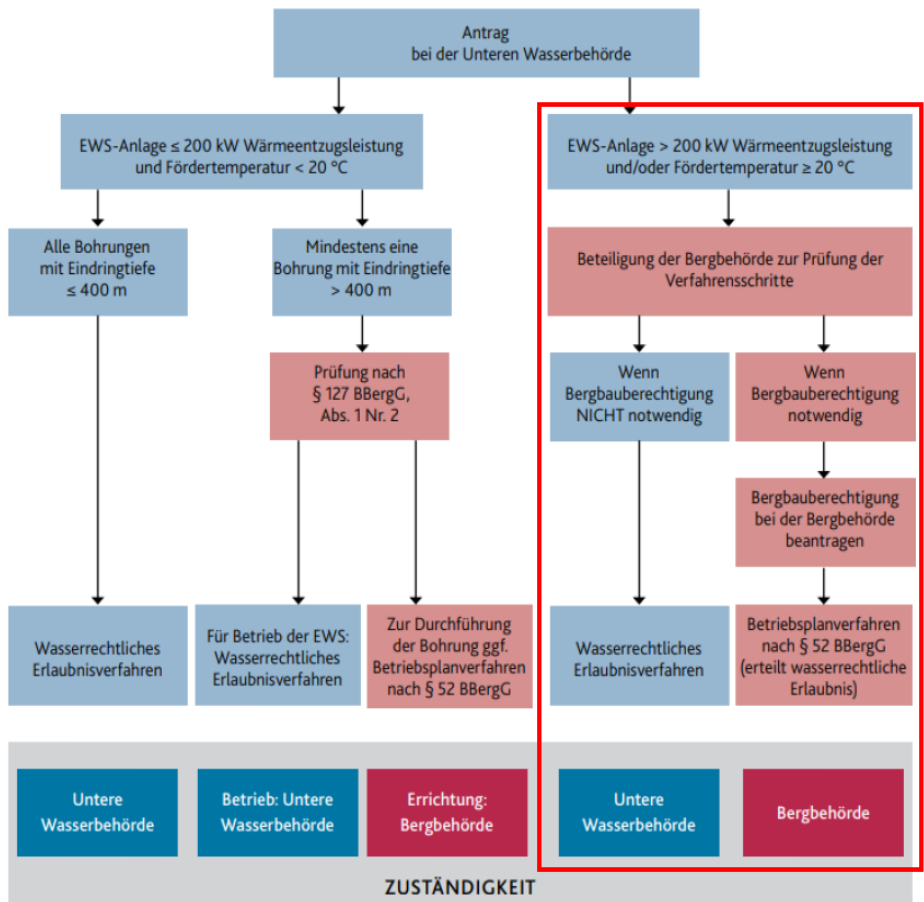 Antrag
bei der Unteren Wasserbehörde
EWS-Anlage ≤ 200 kW Wärmeentzugsleistung
und Fördertemperatur < 20 °C
EWS-Anlage > 200 kW Wärmeentzugsleistung
und/oder Fördertemperatur ≥ 20 °C
Alle Bohrungen
mit Eindringtiefe
≤ 400 m
Mindestens eine
Bohrung mit Eindringtiefe
> 400 m
Beteiligung der Bergbehörde zur Prüfung der
Verfahrensschritte
Prüfung nach
§ 127 BBergG,
Abs. 1 Nr. 2
Wenn
Bergbauberechtigung
NICHT notwendig
Wenn
Bergbauberechtigung
notwendig
Bergbauberechtigung
bei der Bergbehörde
beantragen
Wasserrechtliches
Erlaubnisverfahren
Für Betrieb der EWS:
Wasserrechtliches
Erlaubnisverfahren
Zur Durchführung
der Bohrung ggf.
Betriebsplanverfahren
nach § 52 BBergG
Wasserrechtliches
Erlaubnisverfahren
Betriebsplanverfahren
nach § 52 BBergG
(erteilt wasserrechtliche
Erlaubnis)
Untere
Wasserbehörde
Betrieb: Untere
Wasserbehörde
Errichtung:
Bergbehörde
Untere
Wasserbehörde
Bergbehörde
ZUSTÄNDIGKEIT